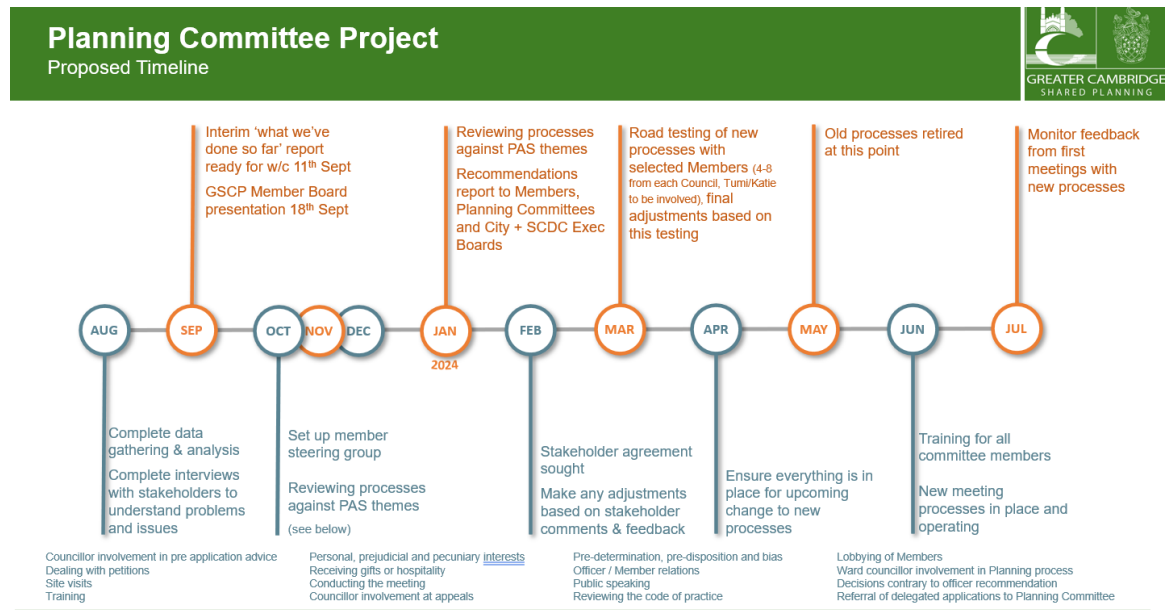 Planning Committee Project
Proposed Timeline
GREATER CAMBRIDGE
SHARED PLANNING
Interim ‘what we’ve
done so far’ report
ready for w/c 11th Sept
GSCP Member Board
presentation 18th Sept
Reviewing processes
against PAS themes
Recommendations
report to Members,
Planning Committees
and City + SCDC Exec
Boards
Road testing of new
processes with
selected Members (4-8
from each Council, Tumi/Katie
to be involved), final
adjustments based on
this testing
Old processes retired
at this point
Monitor feedback
from first
meetings with
new processes
AUG
SEP
OCT
NOV
DEC
JAN
2024
FEB
MAR
APR
MAY
JUN
JUL
Complete data
gathering & analysis
Complete interviews
with stakeholders to
understand problems
and issues
Set up member
steering group
Reviewing processes
against PAS themes
(see below)
Stakeholder agreement
sought
Make any adjustments
based on stakeholder
comments & feedback
Ensure everything is in
place for upcoming
change to new
processes
Training for all
committee members
New meeting
processes in place and
operating
Councillor involvement in pre application advice
Dealing with petitions
Site visits
Training
Personal, prejudicial and pecuniary interests
Receiving gifts or hospitality
Conducting the meeting
Councillor involvement at appeals
Pre-determination, pre-disposition and bias
Officer / Member relations
Public speaking
Reviewing the code of practice
Lobbying of Members
Ward councillor involvement in Planning process
Decisions contrary to officer recommendation
Referral of delegated applications to Planning Committee